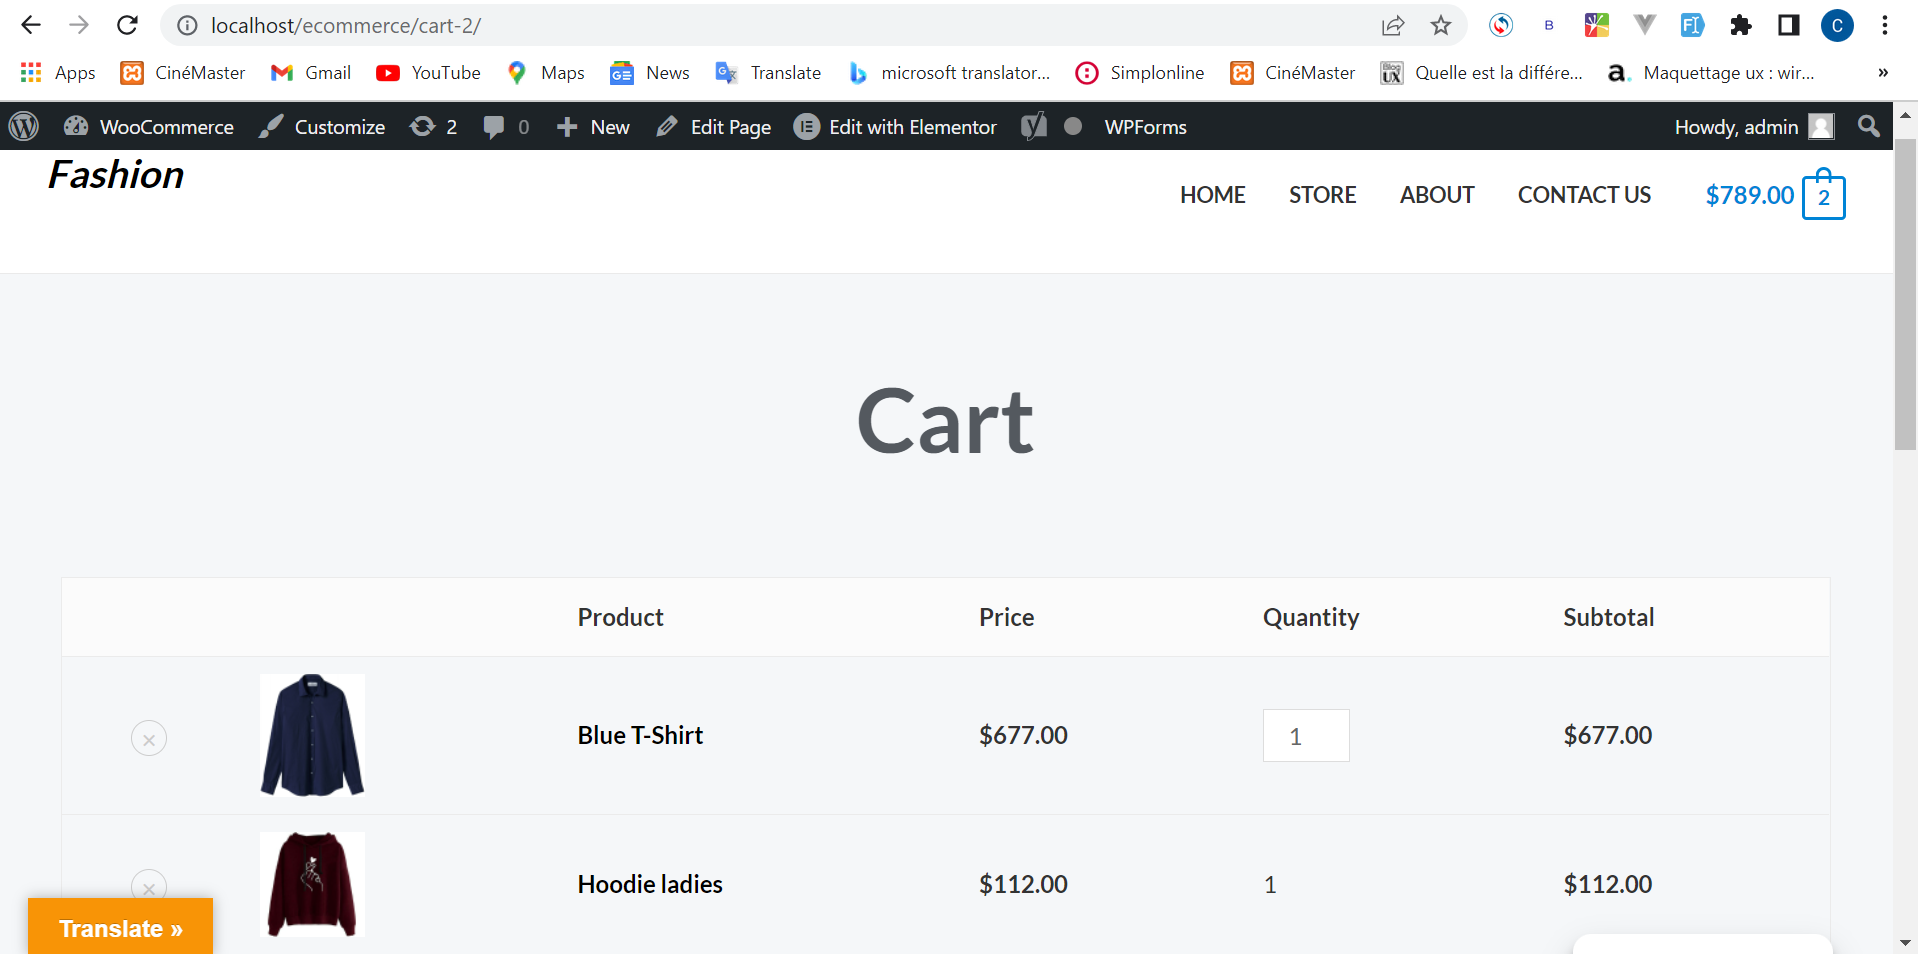 localhost/ecommerce/cart-2/
Apps CinéMaster Gmail YouTube Maps News Translate microsoft translator... Simplonline CinéMaster Quelle est la différe... Maquettage ux : wir... »
WooCommerce Customize 2 0 New Edit Page Edit with Elementor WPForms Howdy, admin
Fashion
HOME STORE ABOUT CONTACT US $789.00 2
Cart
Product Price Quantity Subtotal
Blue T-Shirt $677.00 1 $677.00
Hoodie ladies $112.00 1 $112.00
Translate »